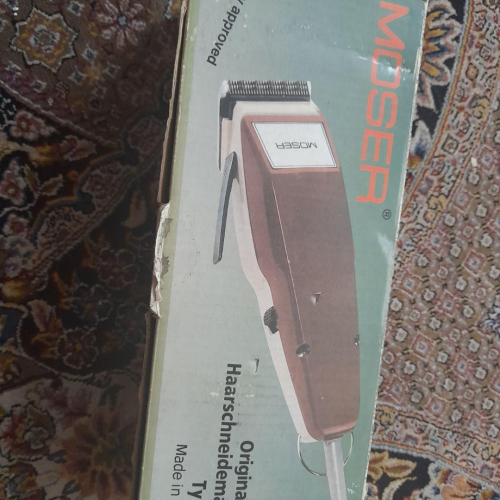 MOSER®
approved
MOSER
Origina
Haarschneidema
Ty
Made in